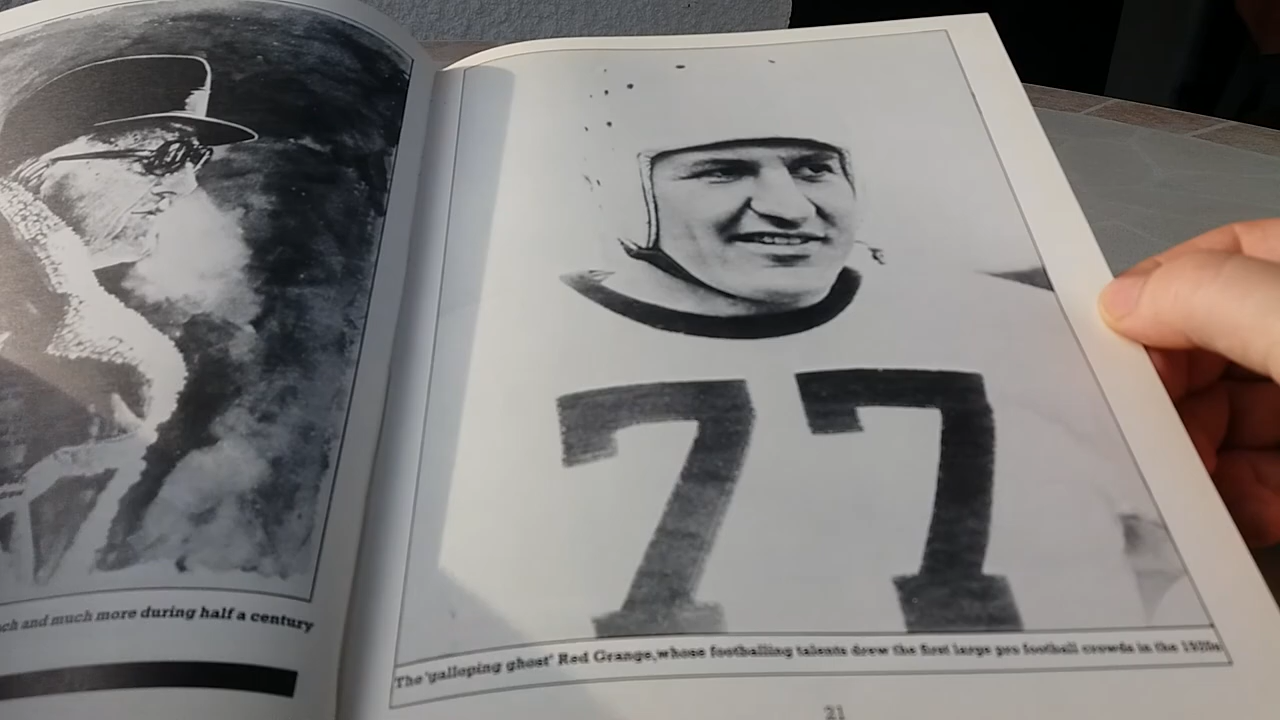 ch and much more during half a century
77
The 'galloping ghost' Red Grange, whose footballing talents drew the first large pro football crowds in the 1920s
21